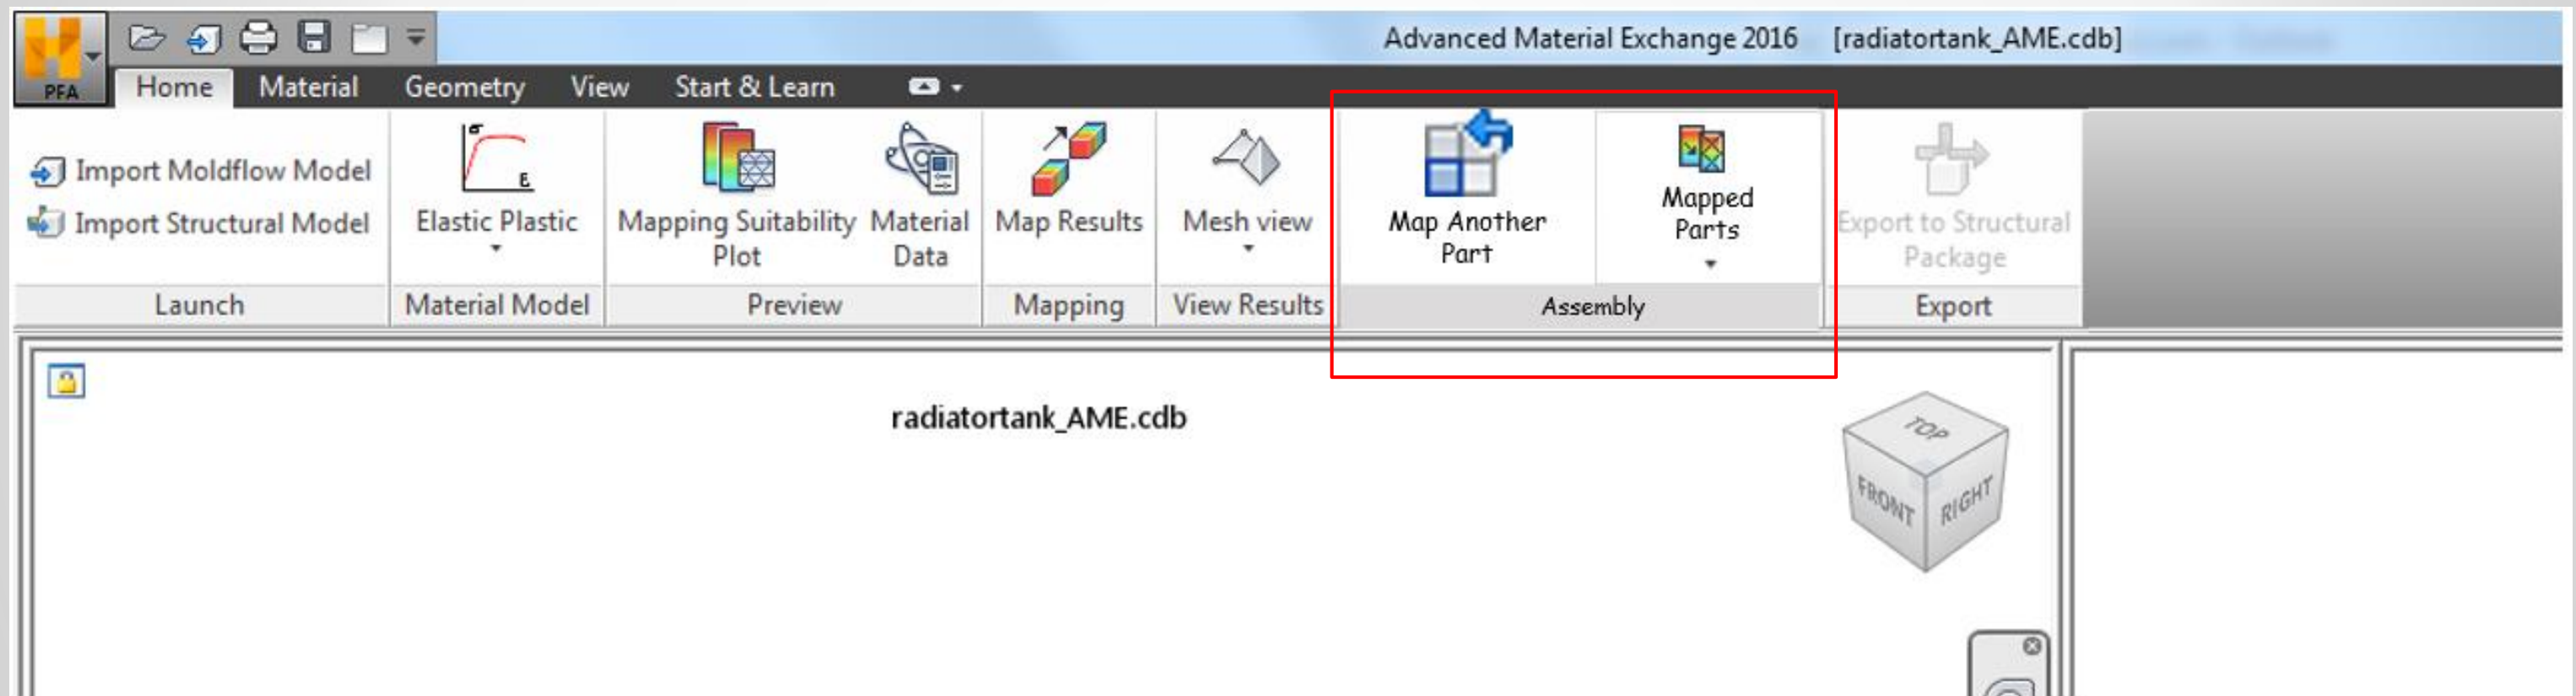 Advanced Material Exchange 2016 [radiatortank_AME.cdb]
PFA
Home Material Geometry View Start & Learn
Import Moldflow Model
Import Structural Model
Launch
σ
ε
Elastic Plastic
Material Model
Mapping Suitability
Plot
Material
Data
Preview
Map Results
Mapping
Mesh view
View Results
Map Another
Part
Mapped
Parts
Assembly
Export to Structural
Package
Export
radiatortank_AME.cdb
TOP
FRONT
RIGHT